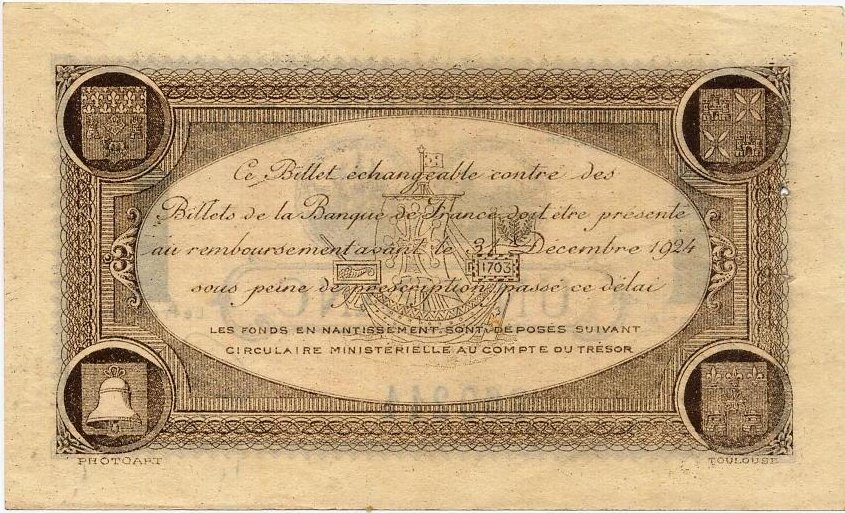 Ce Billet échangeable contre des
Billets de la Banque de France doit être présenté
au remboursement avant le 31 Décembre 1924
1703
sous peine de prescription passé ce délai
LES FONDS EN NANTISSEMENT SONT DÉPOSÉS SUIVANT
CIRCULAIRE MINISTÉRIELLE AU COMPTE DU TRÉSOR
PHOTOART TOULOUSE